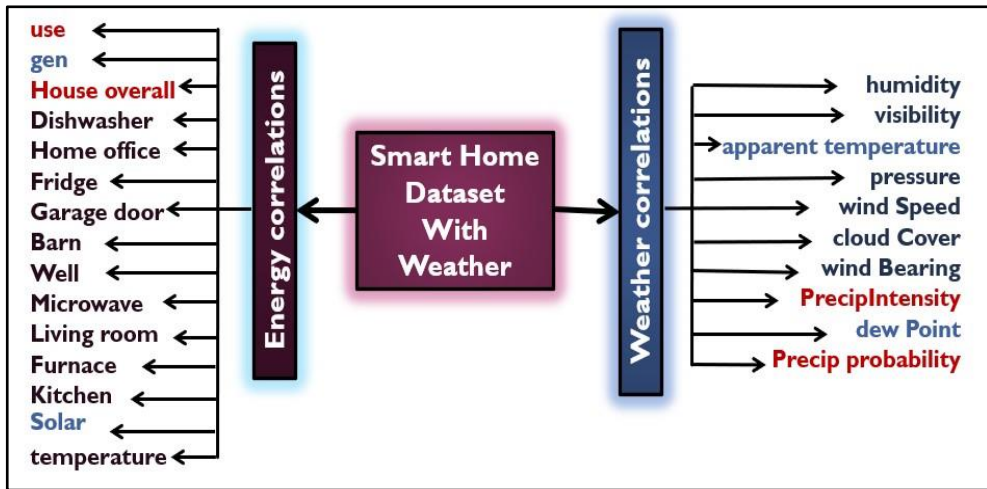 use
gen
House overall
Dishwasher
Home office
Fridge
Garage door
Barn
Well
Microwave
Living room
Furnace
Kitchen
Solar
temperature
Energy correlations
Smart Home
Dataset
With
Weather
Weather correlations
humidity
visibility
apparent temperature
pressure
wind Speed
cloud Cover
wind Bearing
PrecipIntensity
dew Point
Precip probability